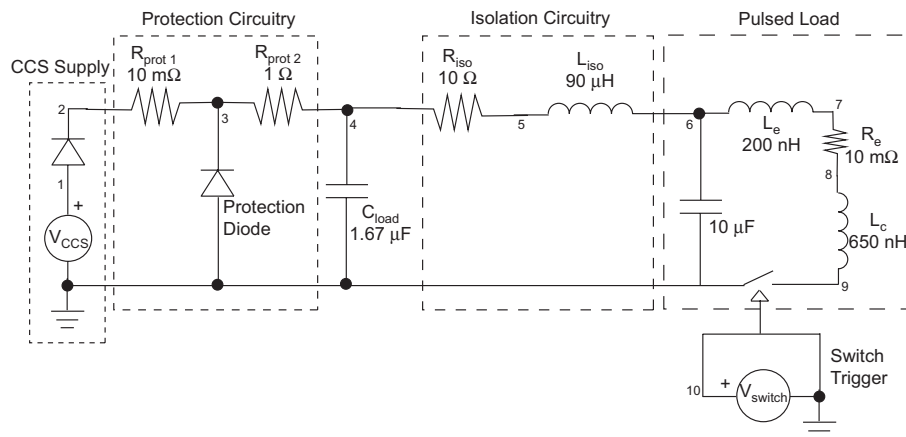 Protection Circuitry
Isolation Circuitry
Pulsed Load
CCS Supply
R_prot 1
10 mΩ
R_prot 2
1 Ω
R_iso
10 Ω
L_iso
90 μH
2
3
4
5
6
7
L_e
200 nH
R_e
10 mΩ
8
1
+
V_CCS
Protection
Diode
C_load
1.67 μF
10 μF
L_c
650 nH
9
Switch
Trigger
10
+
V_switch